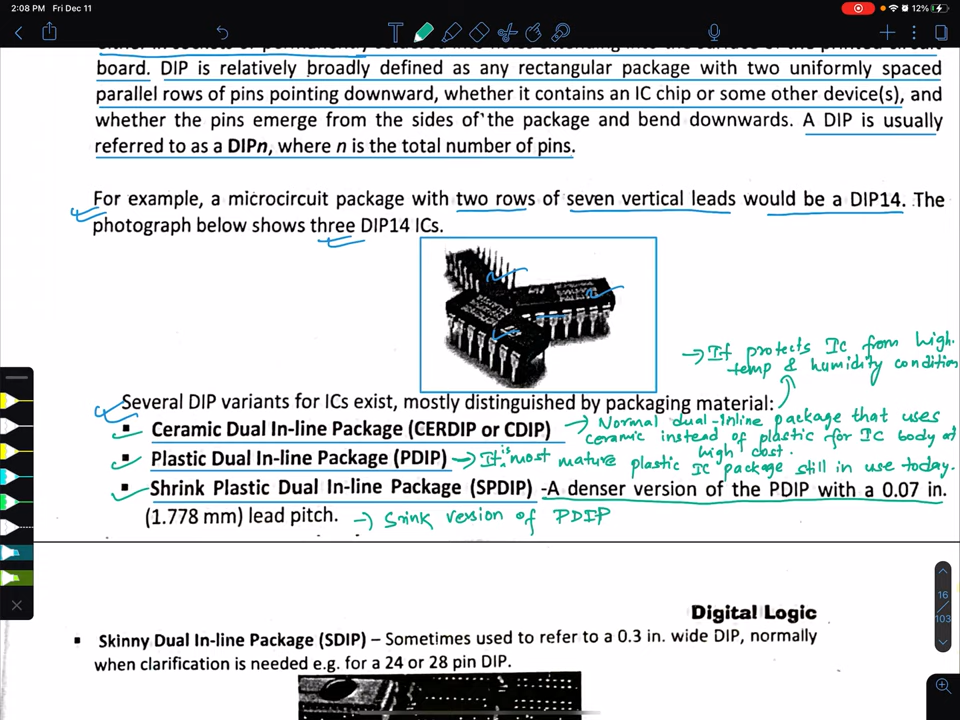 2:08 PM Fri Dec 11
12%
T
board. DIP is relatively broadly defined as any rectangular package with two uniformly spaced
parallel rows of pins pointing downward, whether it contains an IC chip or some other device(s), and
whether the pins emerge from the sides of the package and bend downwards. A DIP is usually
referred to as a DIPn, where n is the total number of pins.
For example, a microcircuit package with two rows of seven vertical leads would be a DIP14. The
photograph below shows three DIP14 ICs.
→ It protects Ic from high.
temp & humidity condition
Several DIP variants for ICs exist, mostly distinguished by packaging material:
▪ Ceramic Dual In-line Package (CERDIP or CDIP) → Normal dual-inline package that uses
ceramic instead of plastic for IC body at
high cost.
▪ Plastic Dual In-line Package (PDIP) → It is most mature plastic IC package still in use today.
▪ Shrink Plastic Dual In-line Package (SPDIP) -A denser version of the PDIP with a 0.07 in.
(1.778 mm) lead pitch. → Srink version of PDIP
16
103
Digital Logic
▪ Skinny Dual In-line Package (SDIP) – Sometimes used to refer to a 0.3 in. wide DIP, normally
when clarification is needed e.g. for a 24 or 28 pin DIP.